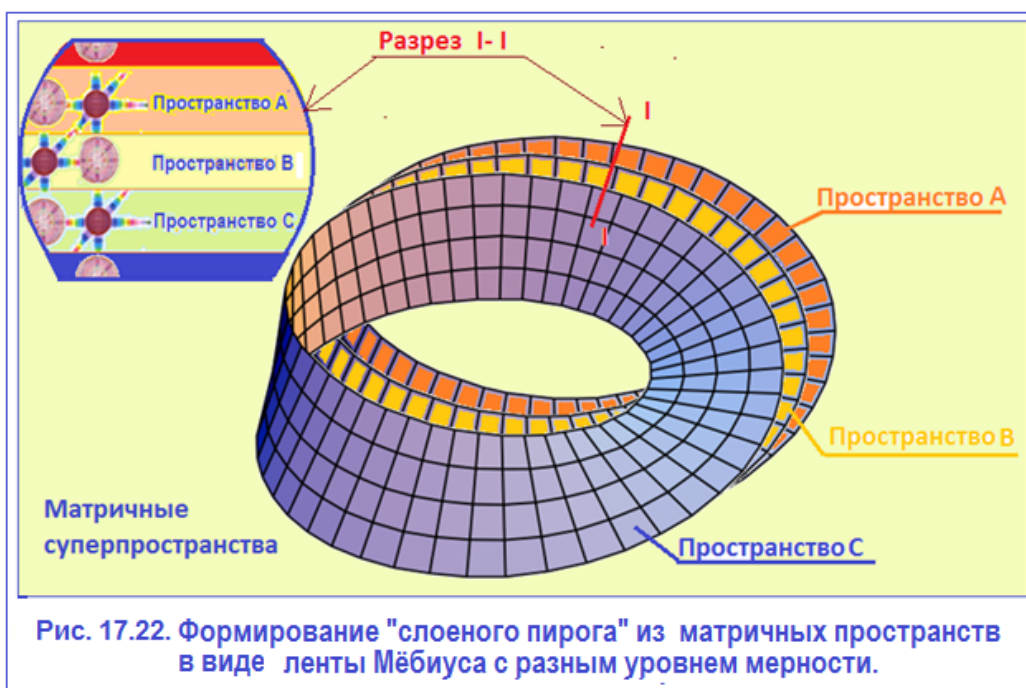 Разрез I- I
Пространство А
Пространство В
Пространство С
I
I
Пространство А
Пространство В
Пространство С
Матричные
суперпространства
Рис. 17.22. Формирование "слоеного пирога" из матричных пространств
в виде ленты Мёбиуса с разным уровнем мерности.